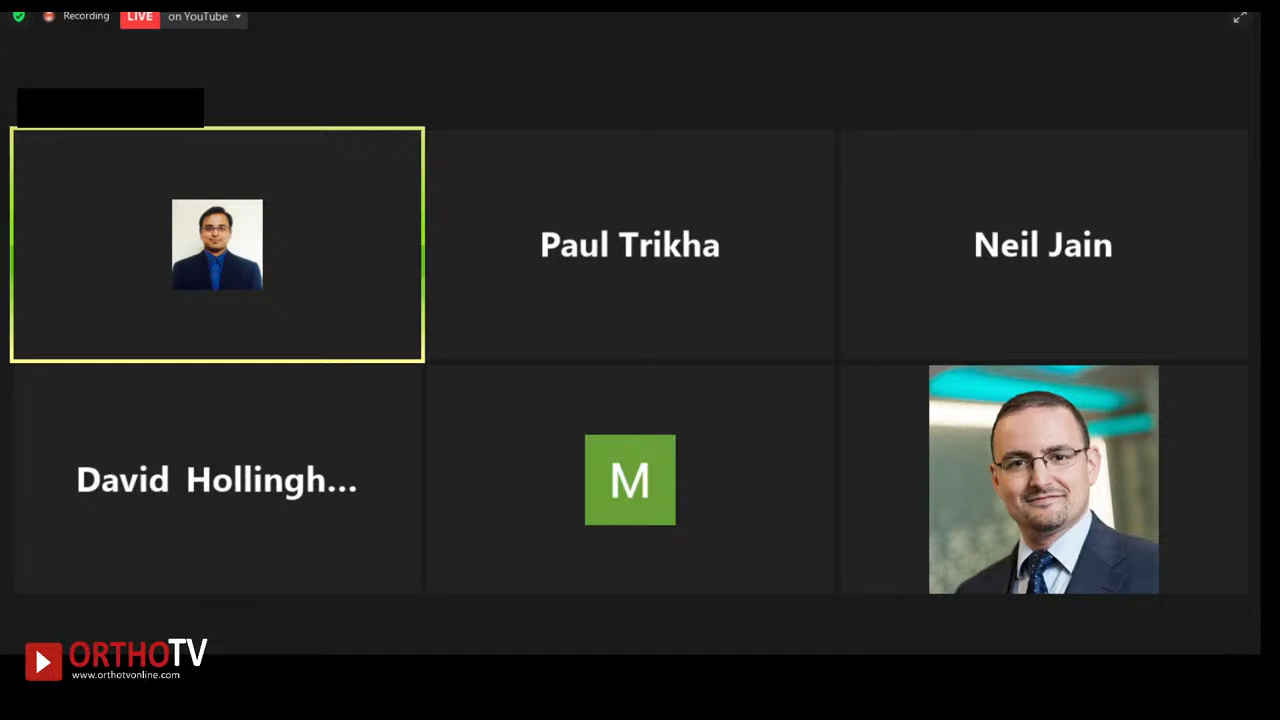 Recording
LIVE on YouTube
Paul Trikha
Neil Jain
David Hollingh...
M
ORTHOTV
www.orthotvonline.com